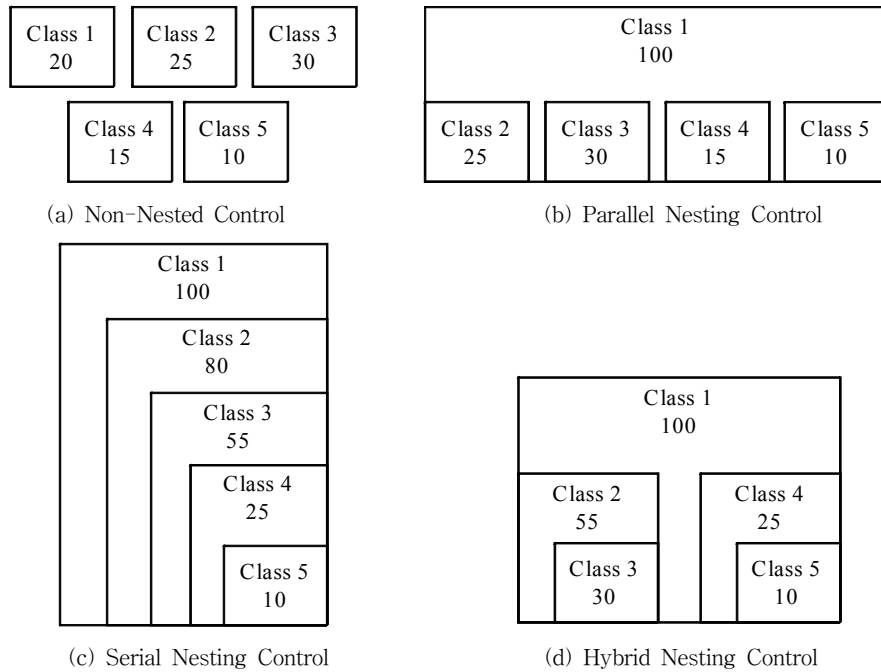 Class 1 Class 2 Class 3
20 25 30
Class 4 Class 5
15 10
(a) Non-Nested Control
Class 1
100
Class 2 Class 3 Class 4 Class 5
25 30 15 10
(b) Parallel Nesting Control
Class 1
100
Class 2
80
Class 3
55
Class 4
25
Class 5
10
(c) Serial Nesting Control
Class 1
100
Class 2 Class 4
55 25
Class 3 Class 5
30 10
(d) Hybrid Nesting Control